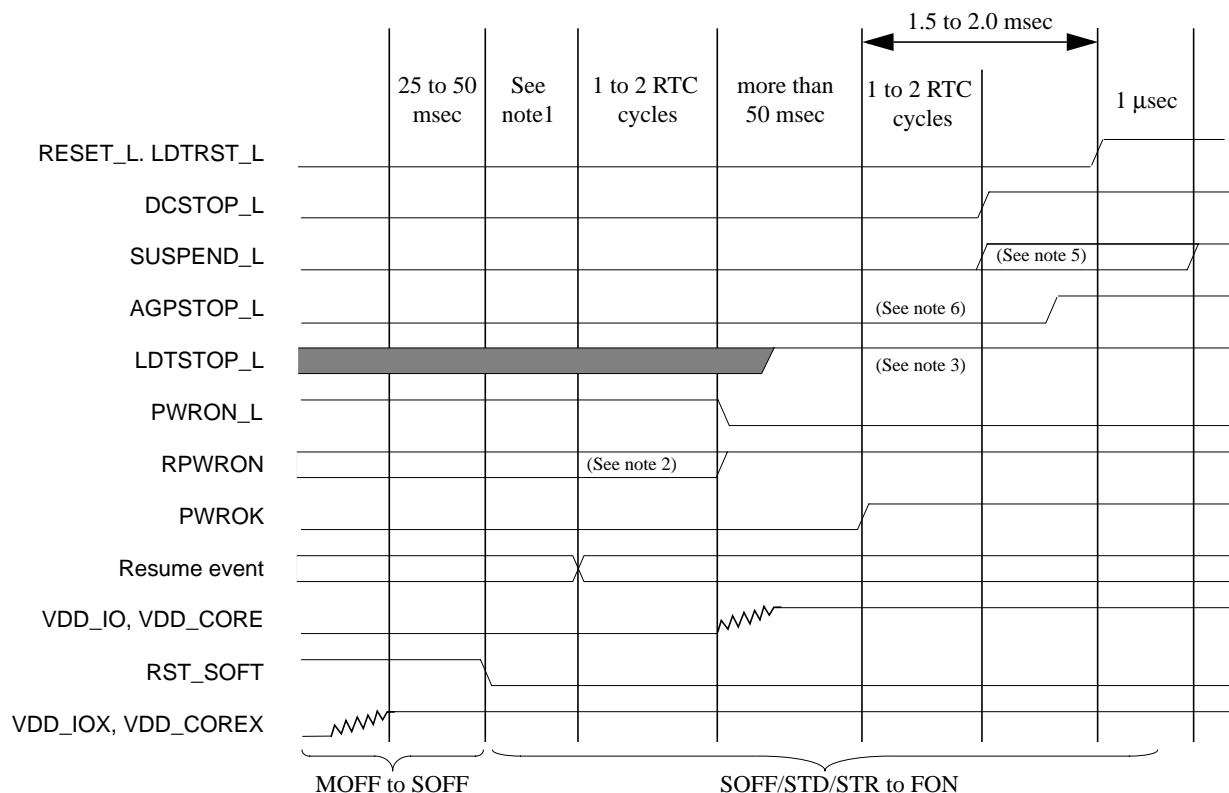 1.5 to 2.0 msec
25 to 50
msec
See
note1
1 to 2 RTC
cycles
more than
50 msec
1 to 2 RTC
cycles
1 μsec
RESET_L. LDTRST_L
DCSTOP_L
SUSPEND_L
(See note 5)
AGPSTOP_L
(See note 6)
LDTSTOP_L
(See note 3)
PWRON_L
RPWRON
(See note 2)
PWROK
Resume event
VDD_IO, VDD_CORE
RST_SOFT
VDD_IOX, VDD_COREX
MOFF to SOFF
SOFF/STD/STR to FON